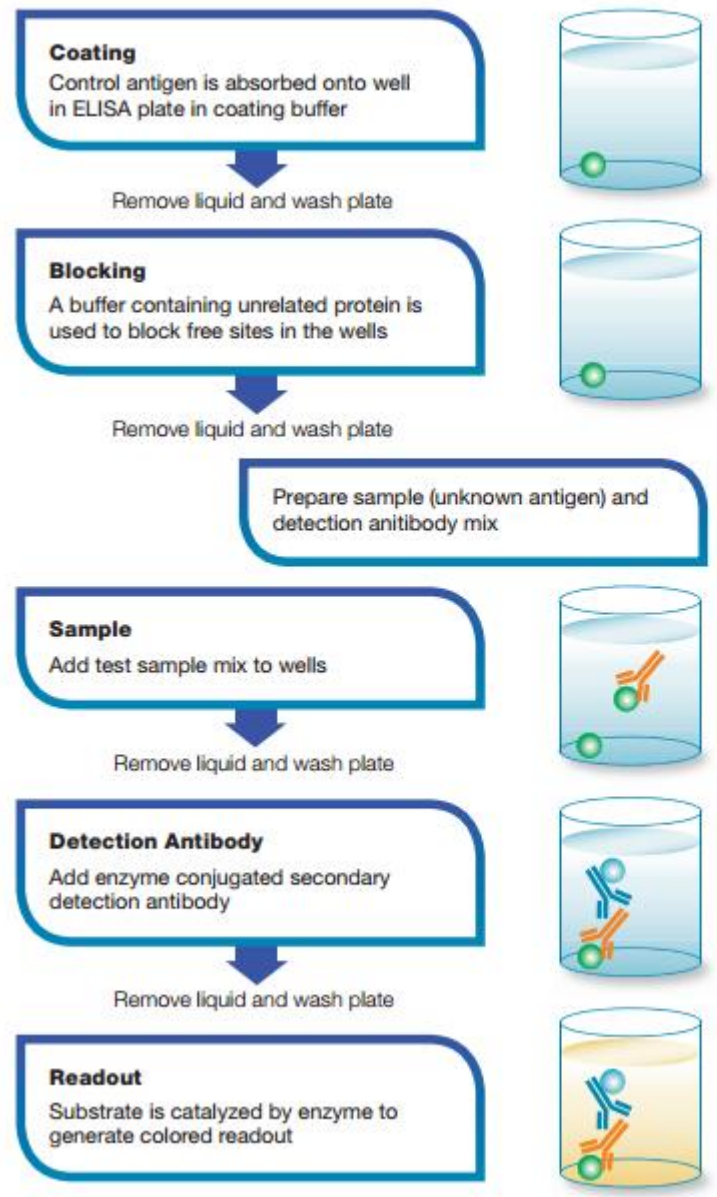 Coating
Control antigen is absorbed onto well
in ELISA plate in coating buffer
Remove liquid and wash plate
Blocking
A buffer containing unrelated protein is
used to block free sites in the wells
Remove liquid and wash plate
Prepare sample (unknown antigen) and
detection anitibody mix
Sample
Add test sample mix to wells
Remove liquid and wash plate
Detection Antibody
Add enzyme conjugated secondary
detection antibody
Remove liquid and wash plate
Readout
Substrate is catalyzed by enzyme to
generate colored readout